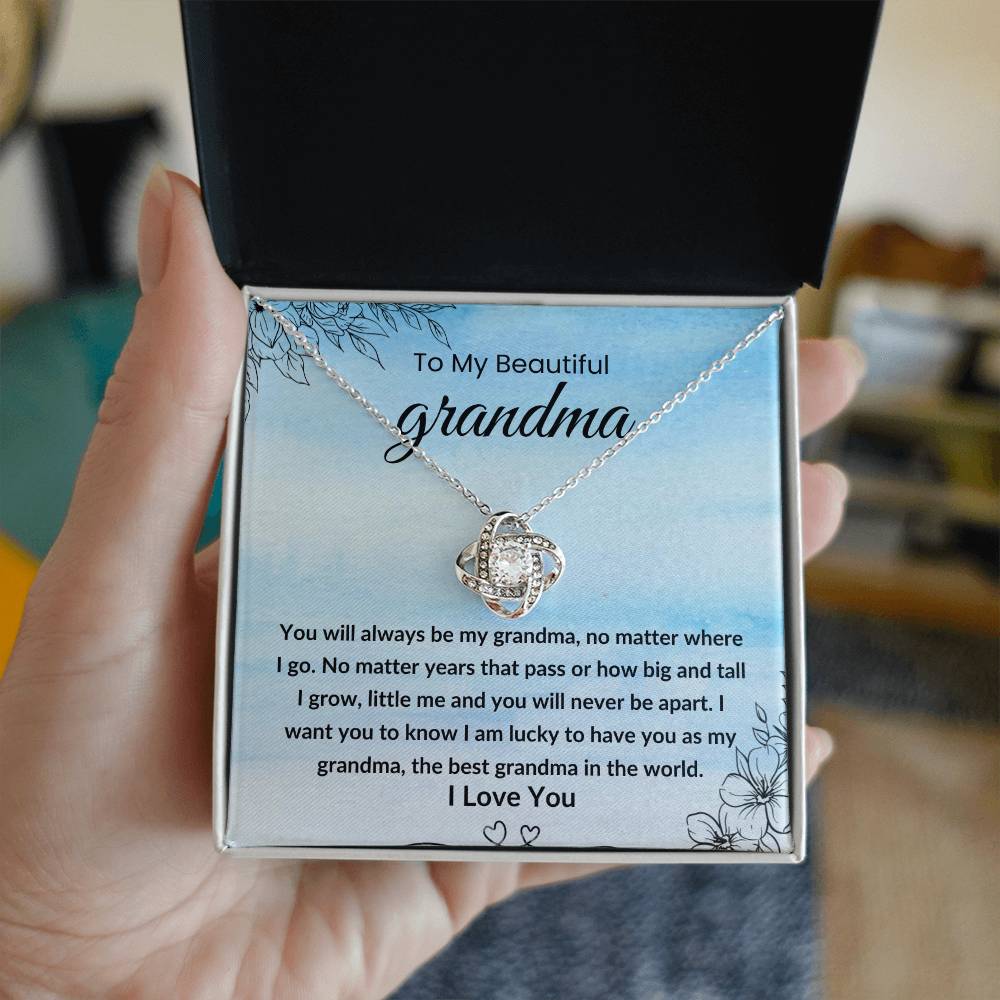 To My Beautiful
grandma
You will always be my grandma, no matter where
I go. No matter years that pass or how big and tall
I grow, little me and you will never be apart. I
want you to know I am lucky to have you as my
grandma, the best grandma in the world.
I Love You